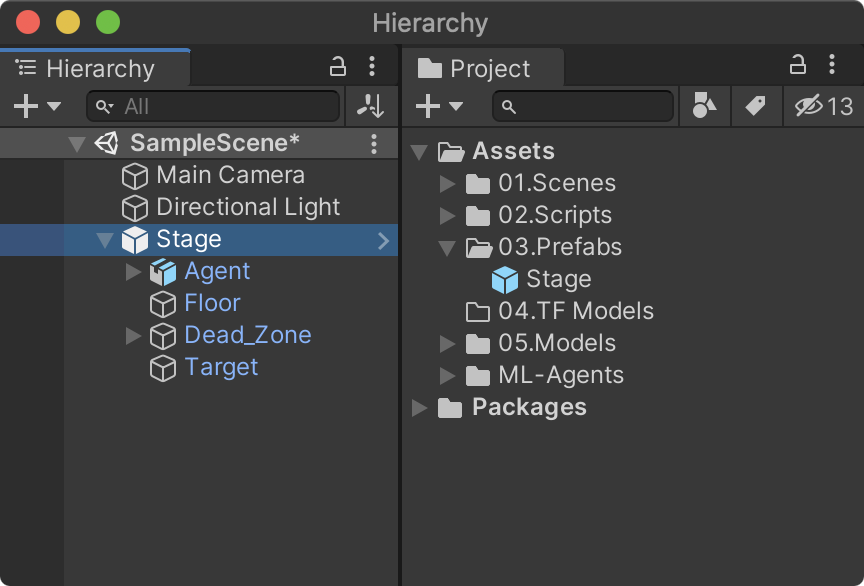 Hierarchy
Hierarchy
All
SampleScene*
Main Camera
Directional Light
Stage
Agent
Floor
Dead_Zone
Target
Project
13
Assets
01.Scenes
02.Scripts
03.Prefabs
Stage
04.TF Models
05.Models
ML-Agents
Packages